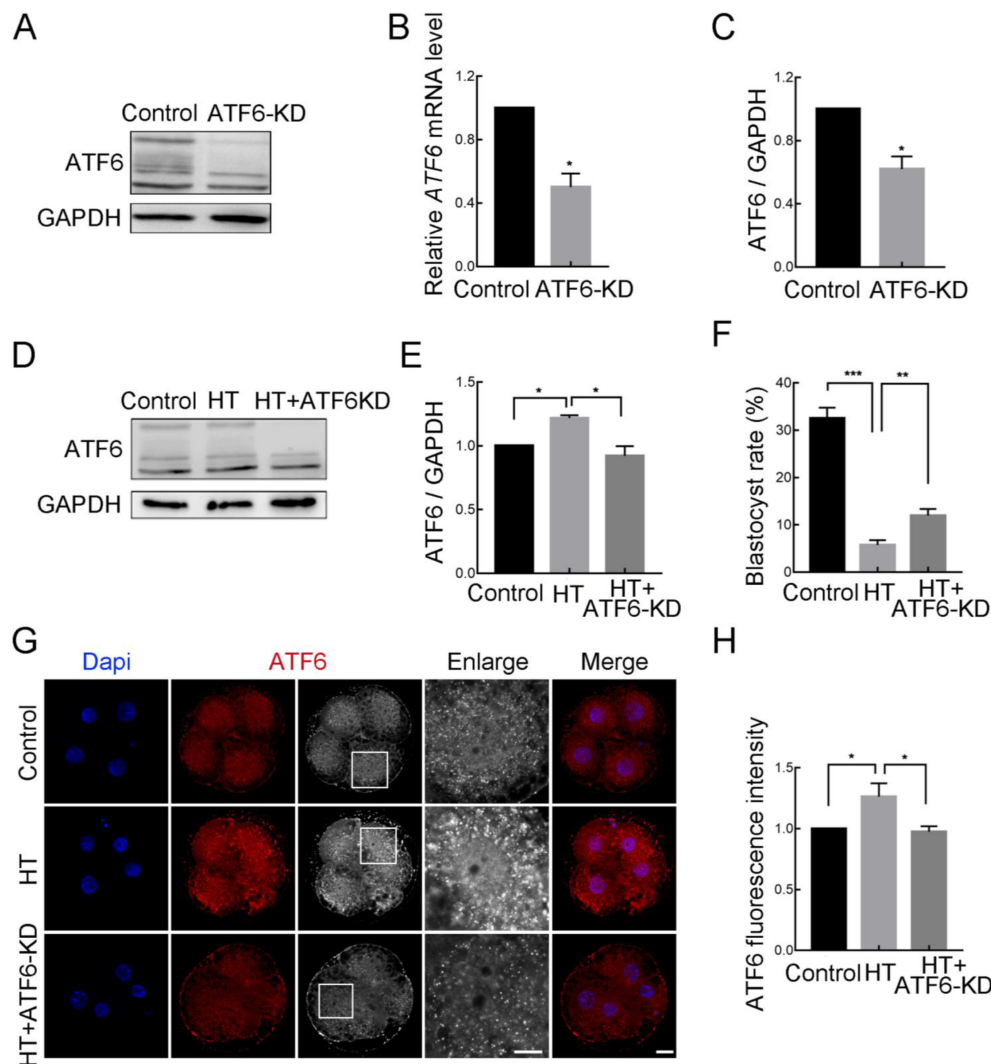 A
Control ATF6-KD
ATF6
GAPDH
B
Relative ATF6 mRNA level
1.2
0.8
0.4
0.0
*
Control ATF6-KD
C
ATF6 / GAPDH
1.2
0.8
0.4
0.0
*
Control ATF6-KD
D
Control HT HT+ATF6KD
ATF6
GAPDH
E
ATF6 / GAPDH
1.5
1.0
0.5
0.0
* *
Control HT HT+
ATF6-KD
F
Blastocyst rate (%)
40
30
20
10
0
*** **
Control HT HT+
ATF6-KD
G
Dapi ATF6 Enlarge Merge
Control
HT
HT+ATF6-KD
H
ATF6 fluorescence intensity
1.5
1.0
0.5
0.0
* *
Control HT HT+
ATF6-KD